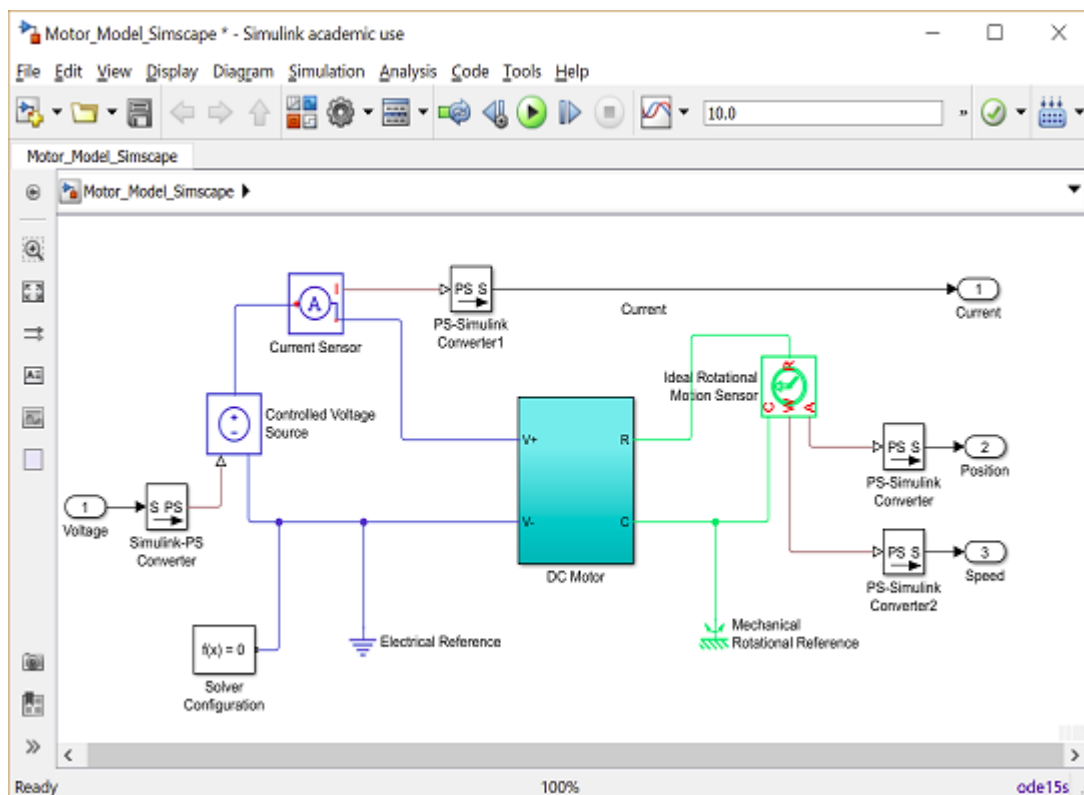 Motor_Model_Simscape * - Simulink academic use
File Edit View Display Diagram Simulation Analysis Code Tools Help
10.0
»
Motor_Model_Simscape
Motor_Model_Simscape
A
I
Current Sensor
PS S
PS-Simulink
Converter1
Current
1
Current
Controlled Voltage
Source
Ideal Rotational
Motion Sensor
R
C
W
A
V+
R
V-
C
DC Motor
PS S
PS-Simulink
Converter
2
Position
1
Voltage
S PS
Simulink-PS
Converter
PS S
PS-Simulink
Converter2
3
Speed
f(x) = 0
Solver
Configuration
Electrical Reference
Mechanical
Rotational Reference
Ready
100%
ode15s